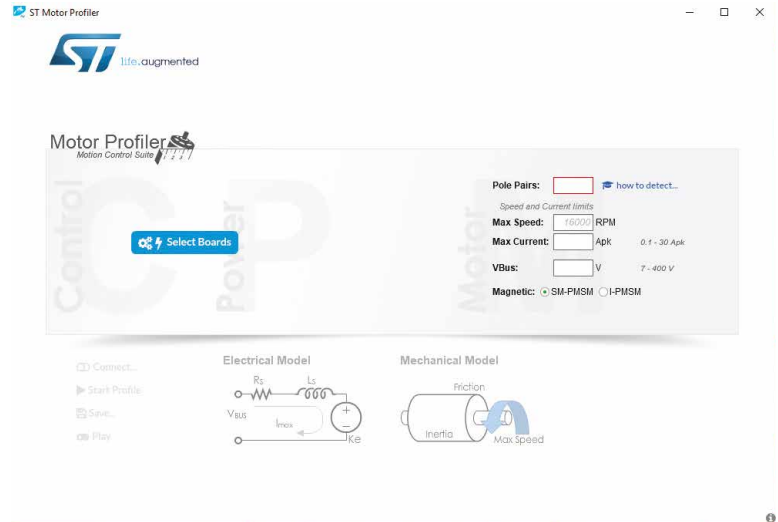 ST Motor Profiler
ST life.augmented
Motor Profiler
Motion Control Suite
Control
Power
Motor
C P
Select Boards
Pole Pairs: how to detect...
Speed and Current limits
Max Speed: 16000 RPM
Max Current: Apk 0.1 - 30 Apk
VBus: V 7 - 400 V
Magnetic: SM-PMSM I-PMSM
Connect...
Start Profile
Save...
Play
Electrical Model
Rs Ls
VBUS
Imax
+
−
Ke
Mechanical Model
Friction
Inertia
Max Speed